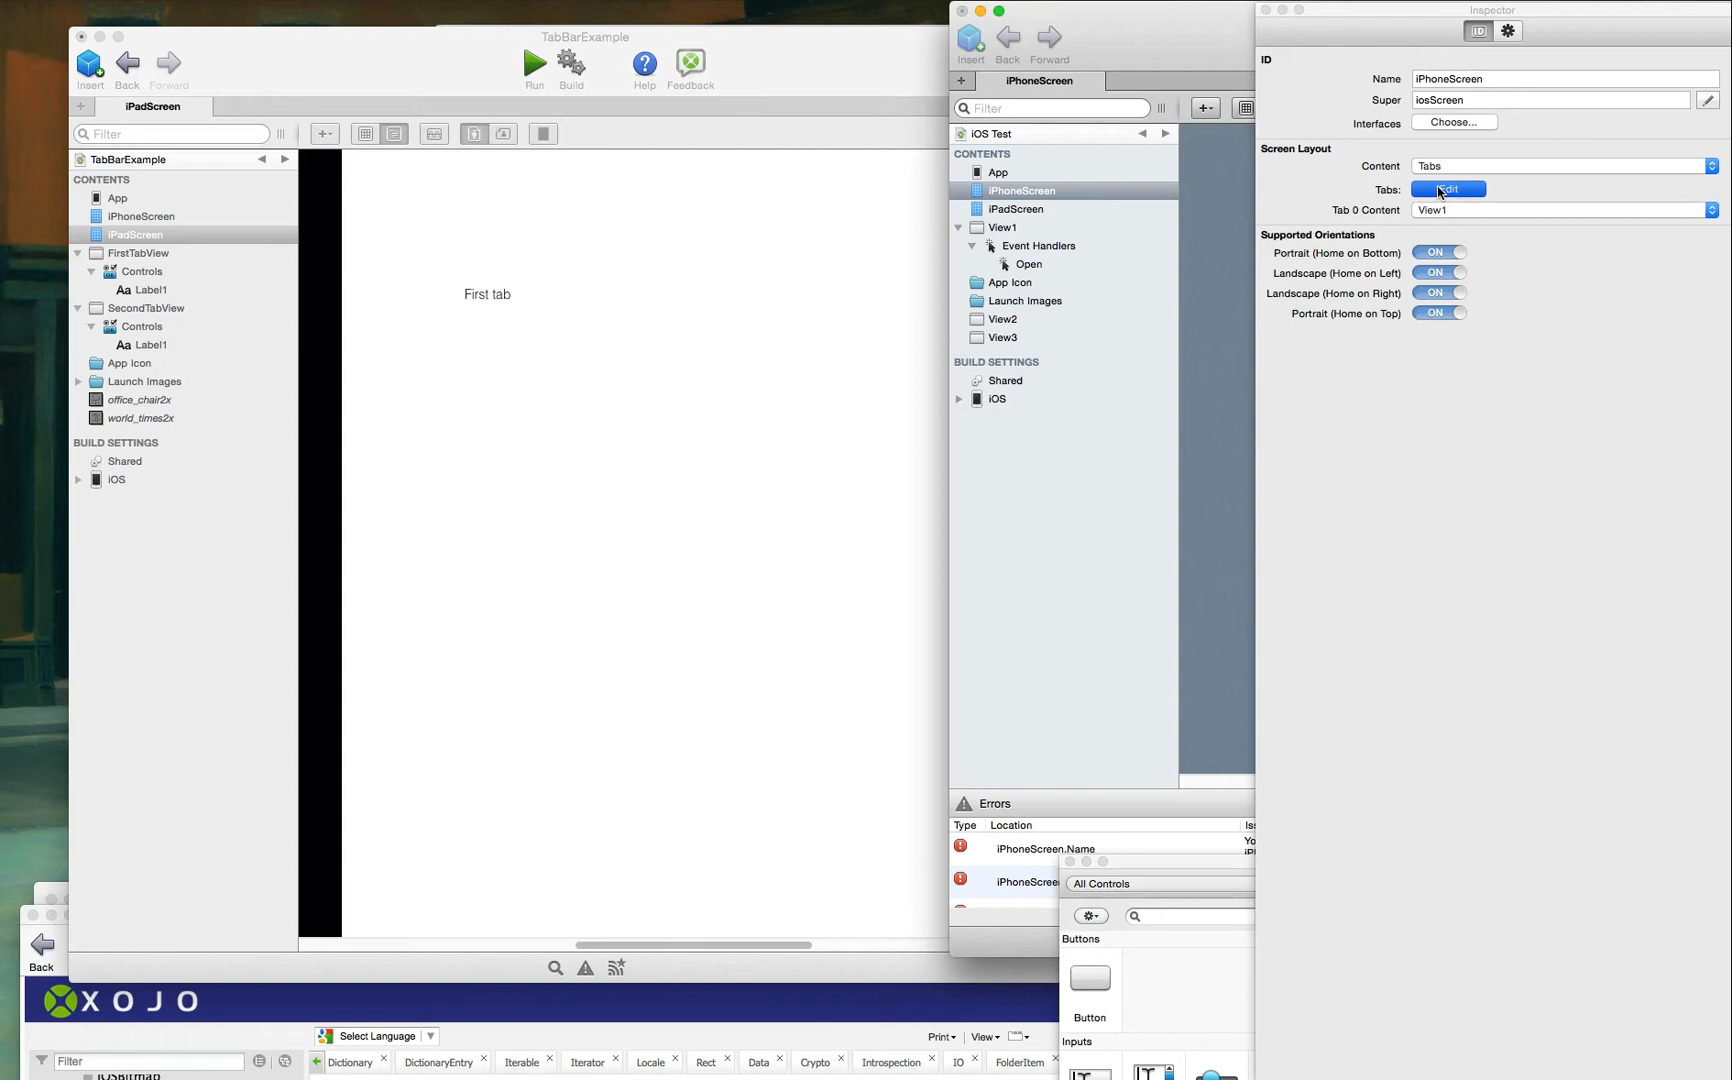 TabBarExample
Insert Back Forward Run Build Help Feedback
+ iPadScreen
Filter
TabBarExample
CONTENTS
App
iPhoneScreen
iPadScreen
FirstTabView
Controls
Aa Label1
SecondTabView
Controls
Aa Label1
App Icon
Launch Images
office_chair2x
world_times2x
BUILD SETTINGS
Shared
iOS
First tab
Insert Back Forward
+ iPhoneScreen
Filter
iOS Test
CONTENTS
App
iPhoneScreen
iPadScreen
View1
Event Handlers
Open
App Icon
Launch Images
View2
View3
BUILD SETTINGS
Shared
iOS
Errors
Type Location
iPhoneScreen.Name
Inspector
ID
ID
Name iPhoneScreen
Super iosScreen
Interfaces Choose...
Screen Layout
Content Tabs
Tabs: Edit
Tab 0 Content View1
Supported Orientations
Portrait (Home on Bottom) ON
Landscape (Home on Left) ON
Landscape (Home on Right) ON
Portrait (Home on Top) ON
All Controls
Buttons
Button
Inputs
Back
XOJO
Select Language
Print View
Filter
Dictionary DictionaryEntry Iterable Iterator Locale Rect Data Crypto Introspection IO FolderItem
iOSBitmap